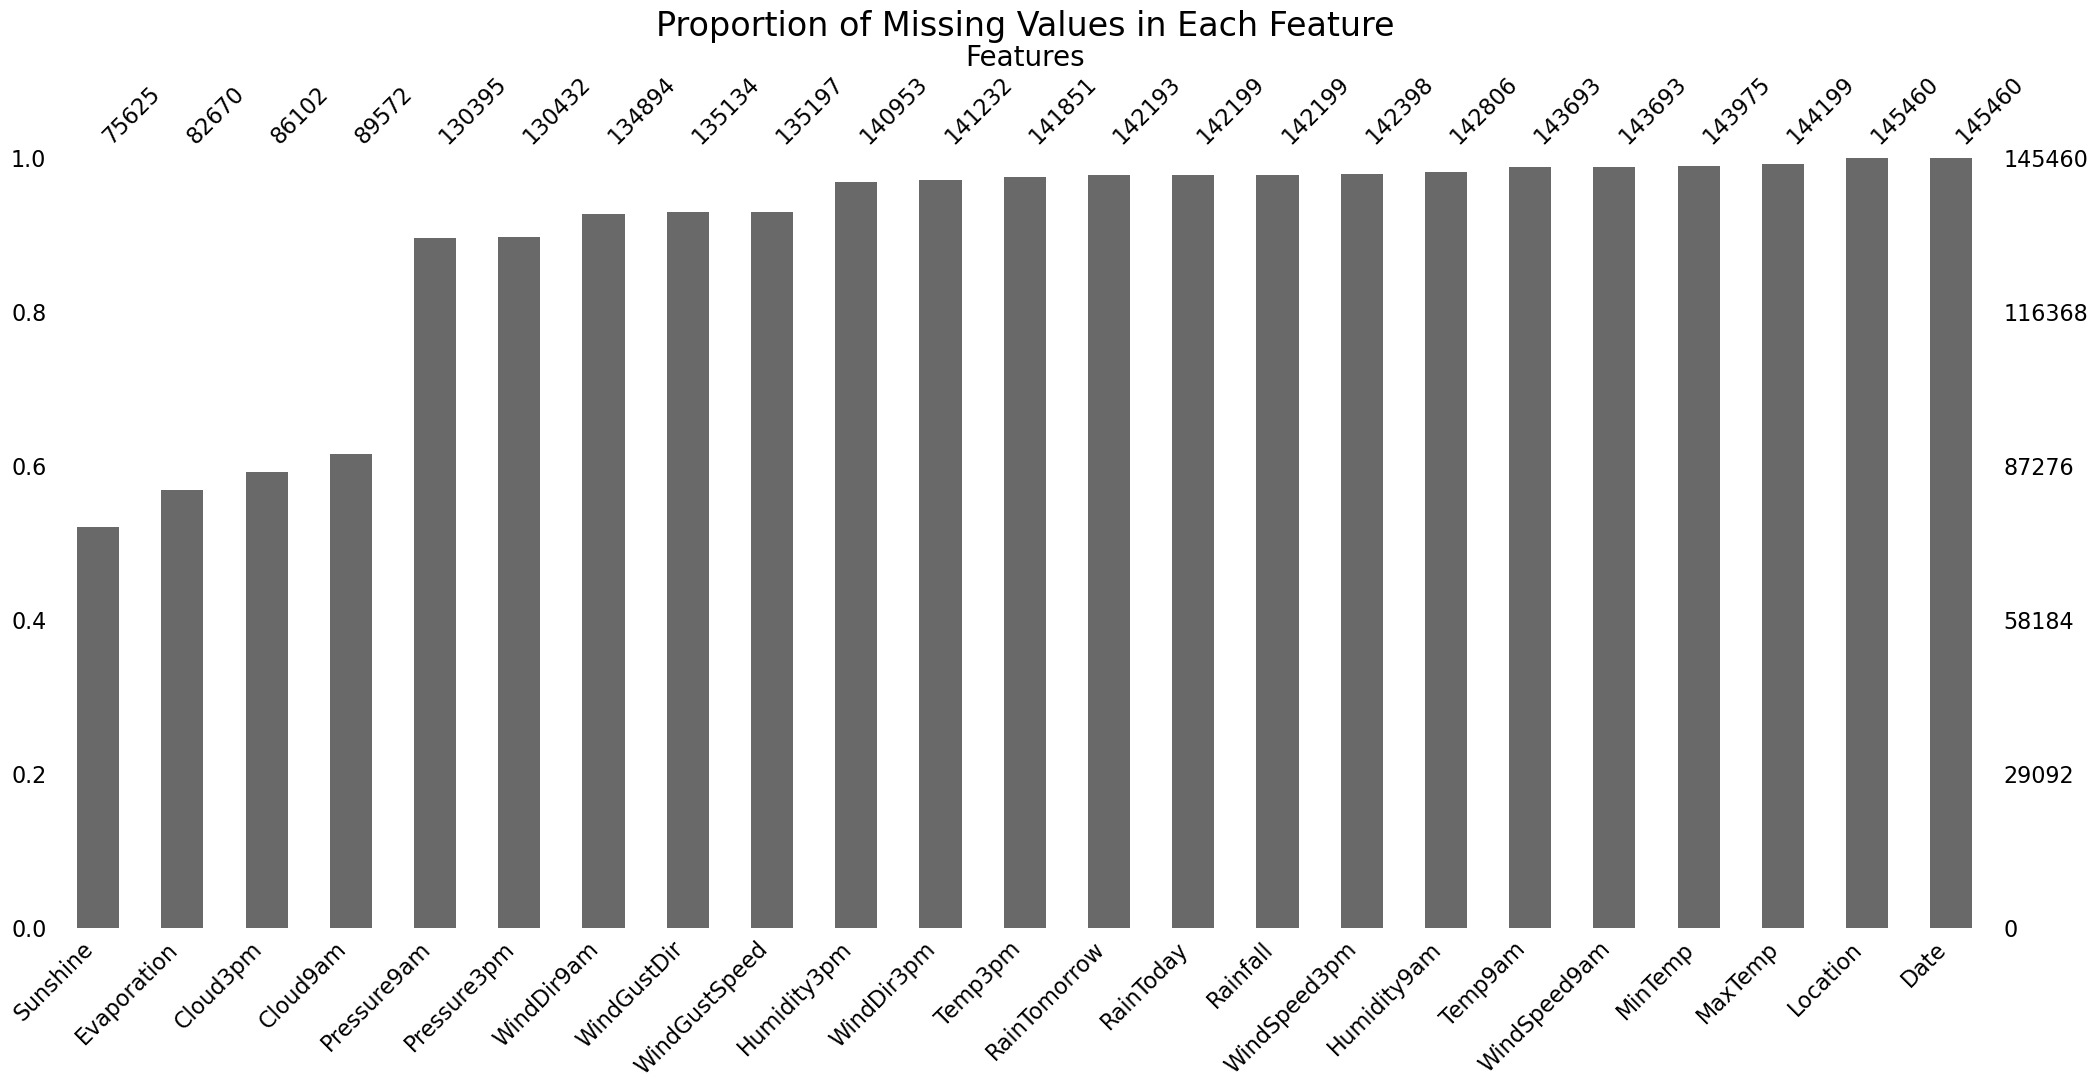 Proportion of Missing Values in Each Feature
Features
75625 82670 86102 89572 130395 130432 134894 135134 135197 140953 141232 141851 142193 142199 142199 142398 142806 143693 143693 143975 144199 145460 145460
1.0 145460
0.8 116368
0.6 87276
0.4 58184
0.2 29092
0.0 0
Sunshine Evaporation Cloud3pm Cloud9am Pressure9am Pressure3pm WindDir9am WindGustDir WindGustSpeed Humidity3pm WindDir3pm Temp3pm RainTomorrow RainToday Rainfall WindSpeed3pm Humidity9am Temp9am WindSpeed9am MinTemp MaxTemp Location Date